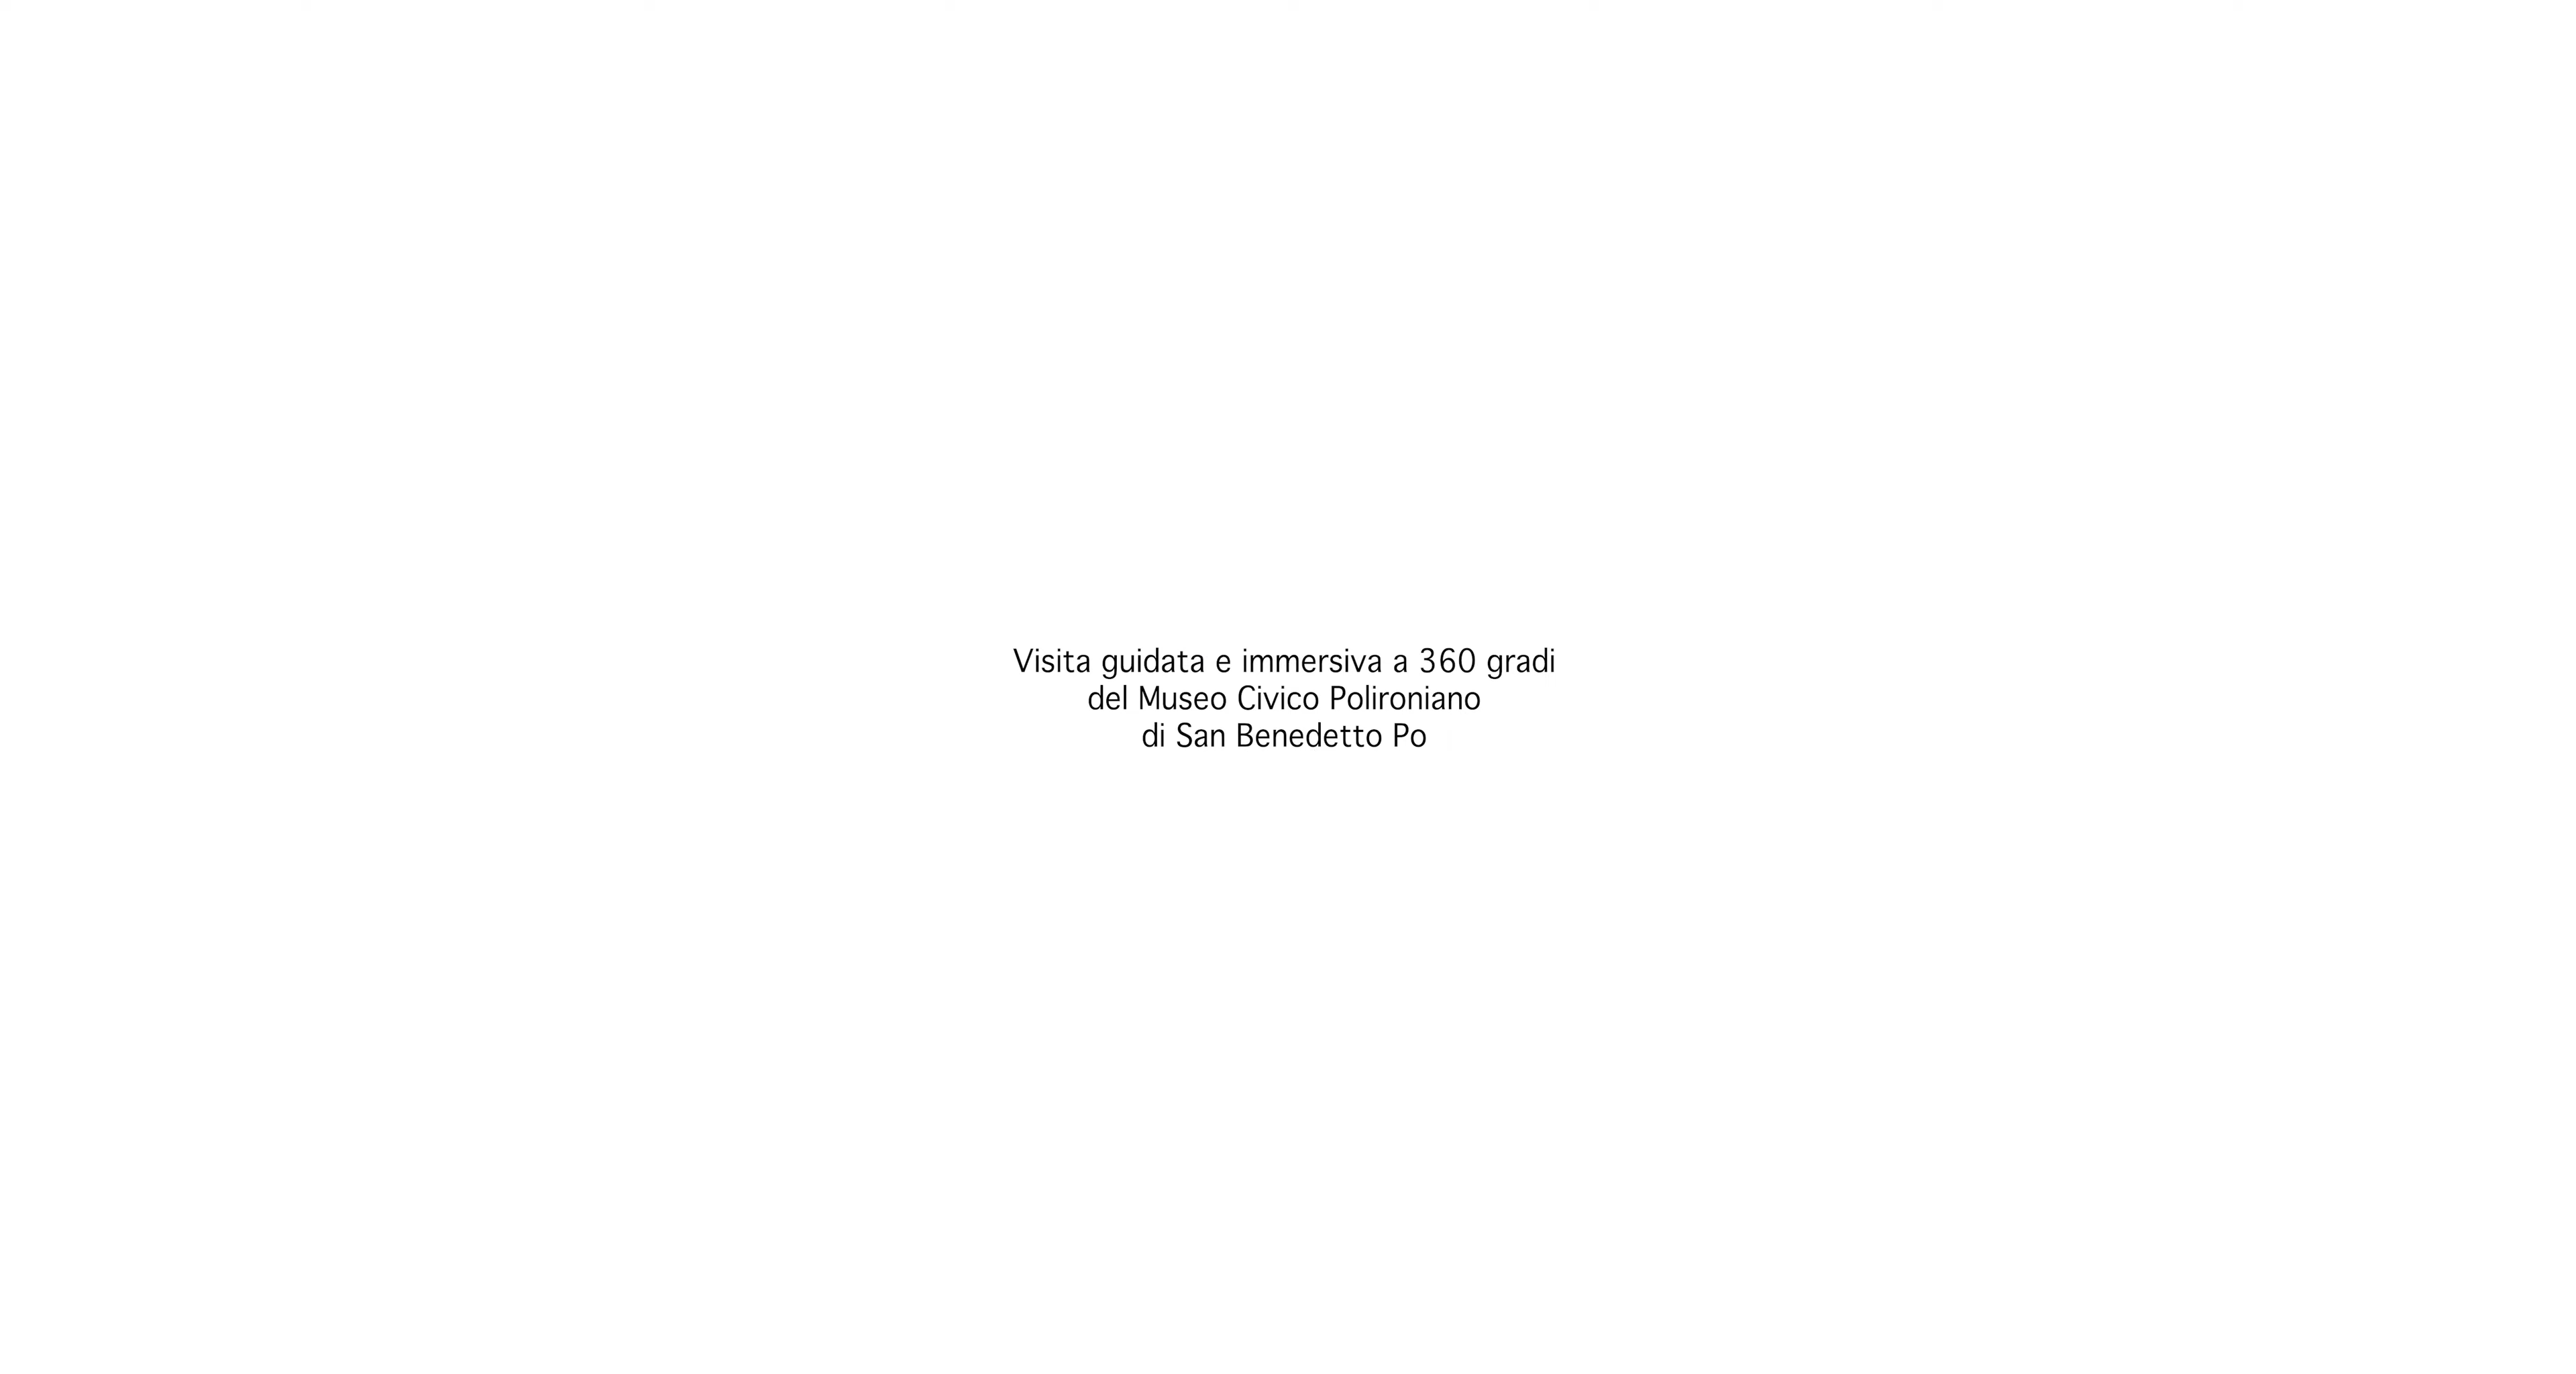 Visita guidata e immersiva a 360 gradi
del Museo Civico Polironiano
di San Benedetto Po